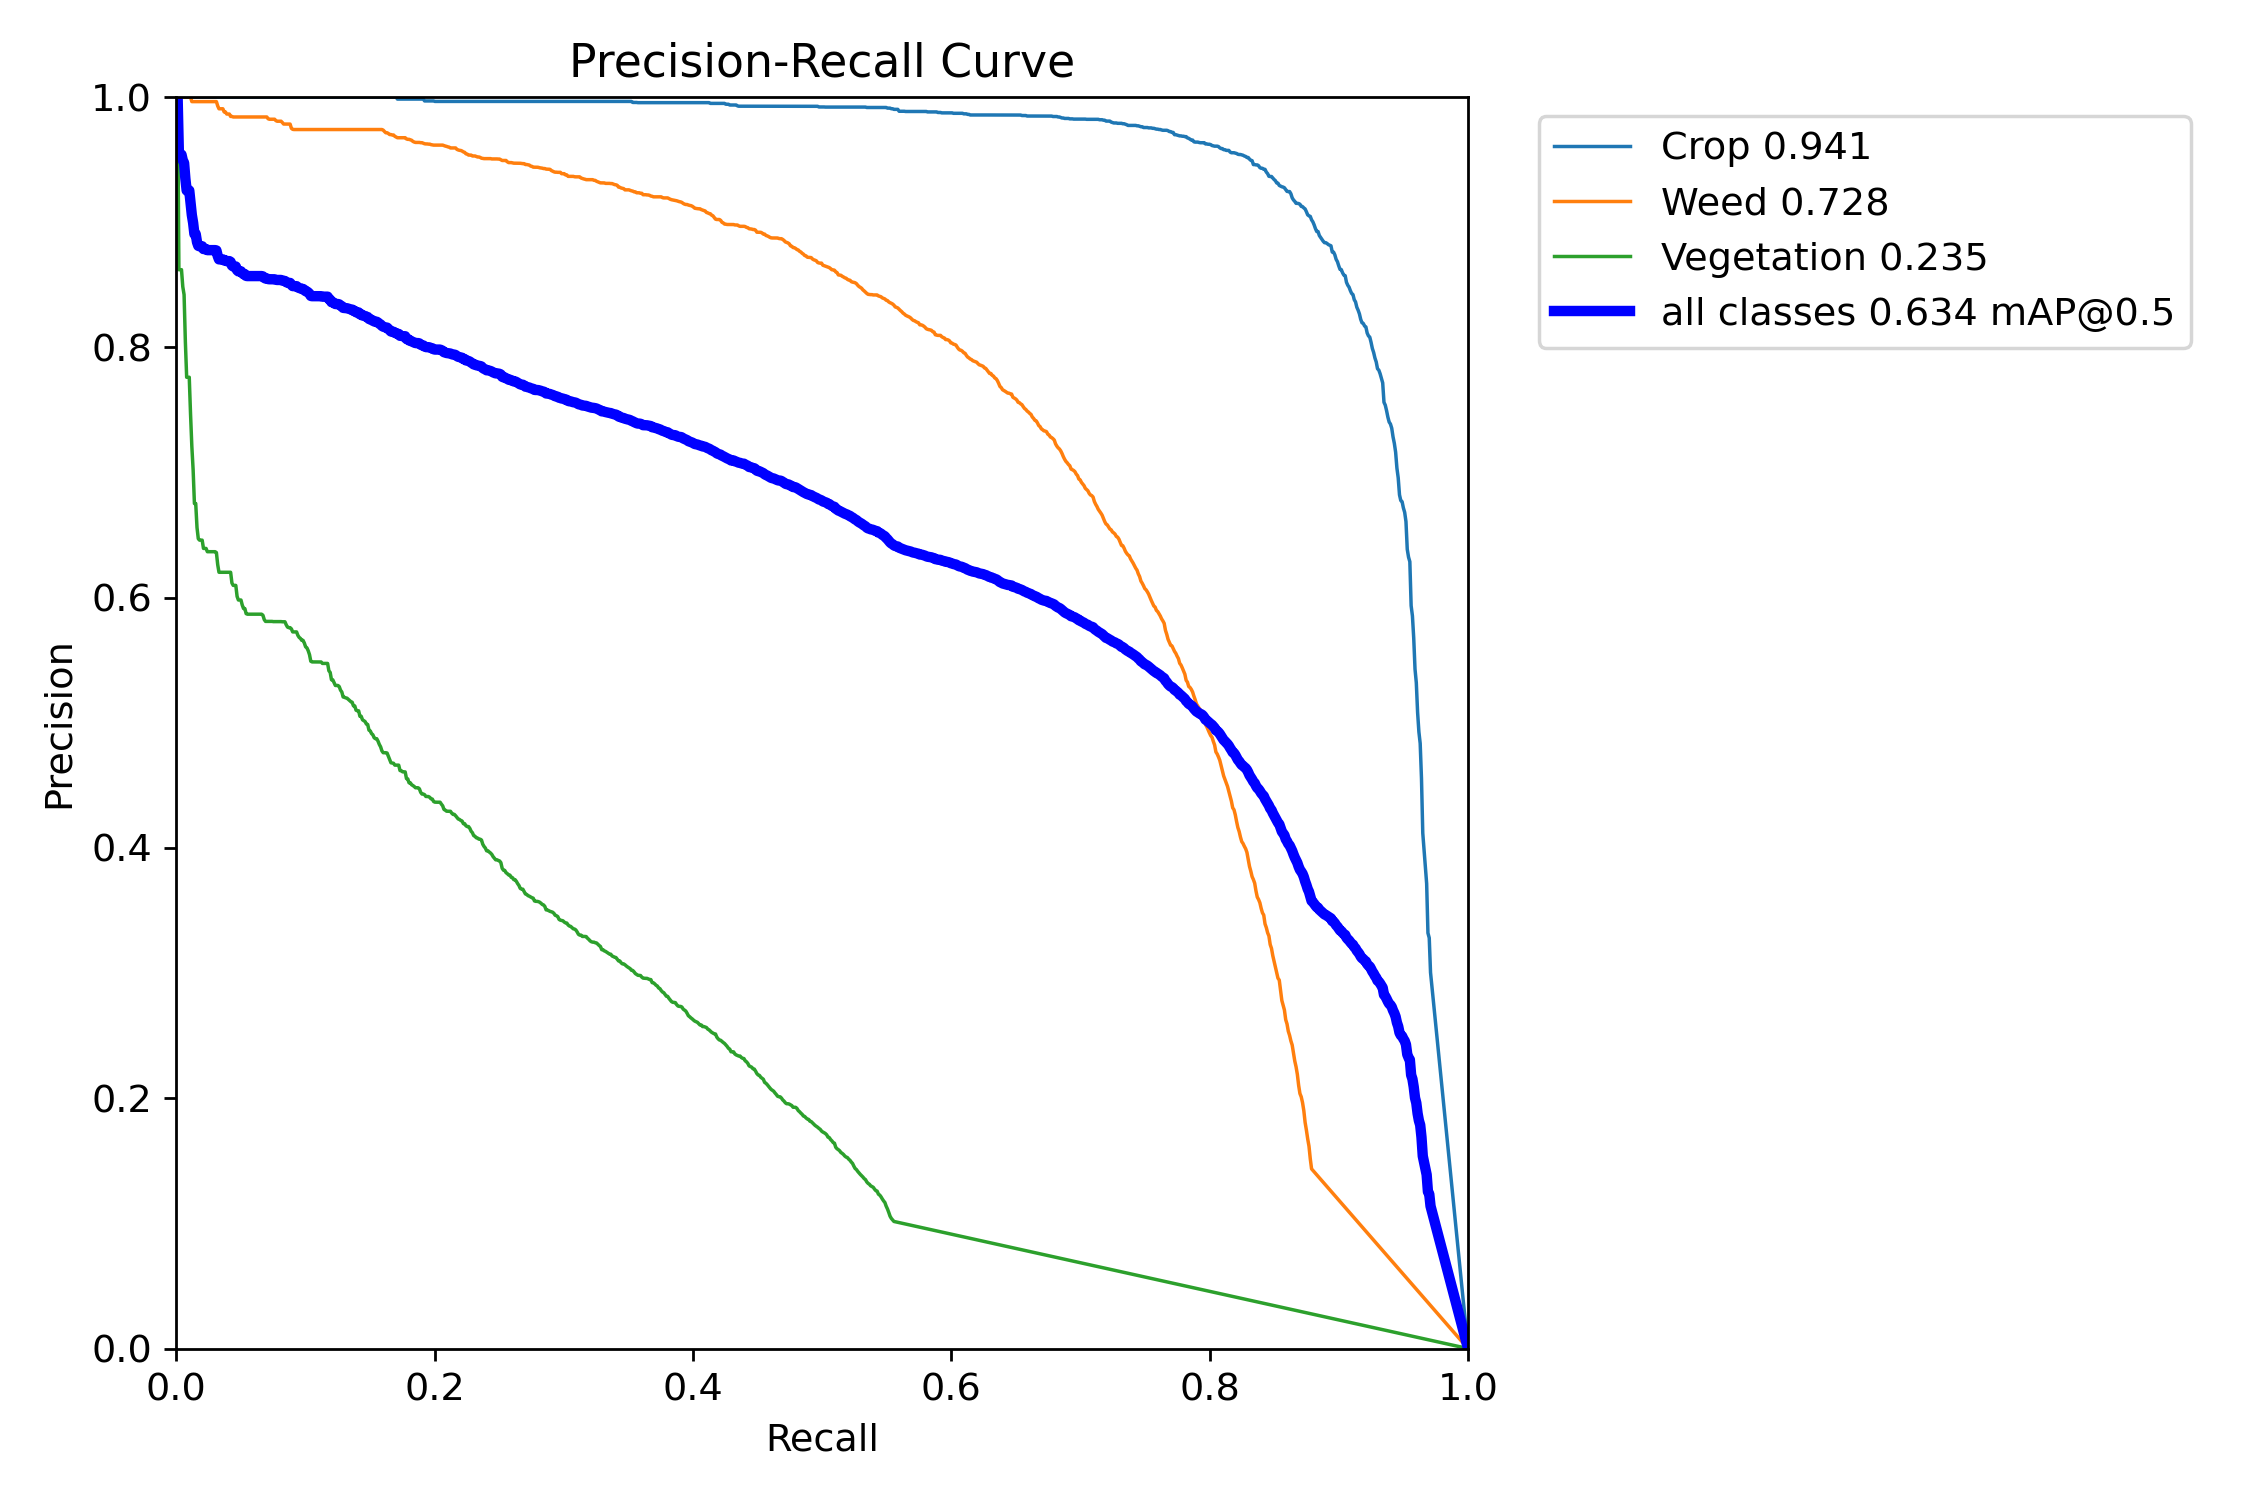 Precision-Recall Curve
1.0
0.8
0.6
0.4
0.2
0.0
Precision
0.0 0.2 0.4 0.6 0.8 1.0
Recall
Crop 0.941
Weed 0.728
Vegetation 0.235
all classes 0.634 mAP@0.5